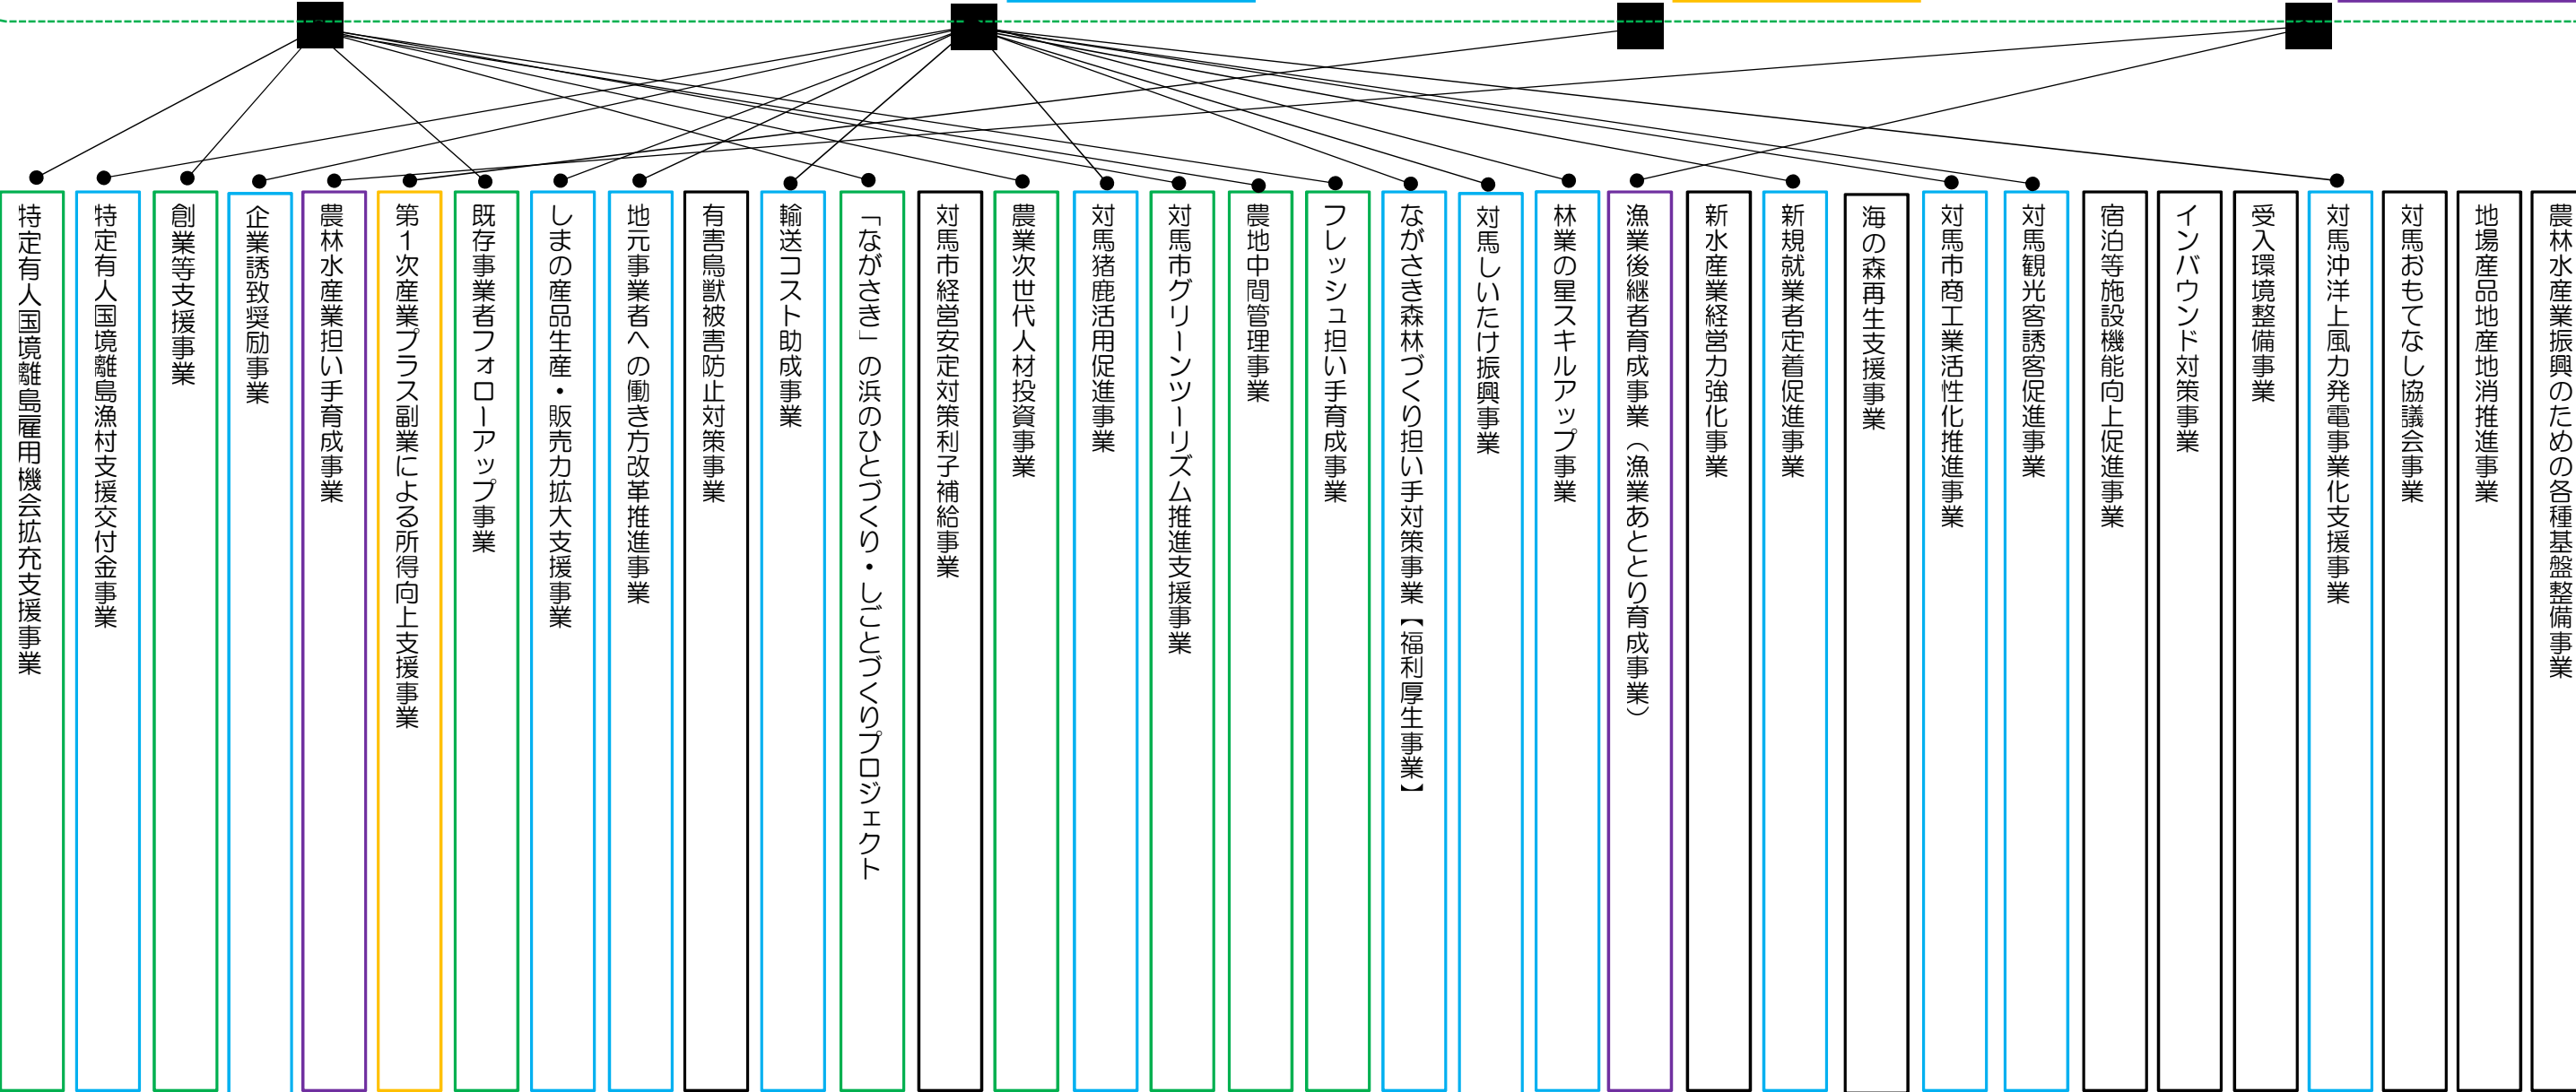 特定有人国境離島雇用機会拡充支援事業
特定有人国境離島漁村支援交付金事業
創業等支援事業
企業誘致奨励事業
農林水産業担い手育成事業
第１次産業プラス副業による所得向上支援事業
既存事業者フォローアップ事業
しまの産品生産・販売力拡大支援事業
地元事業者への働き方改革推進事業
有害鳥獣被害防止対策事業
輸送コスト助成事業
「ながさき」の浜のひとづくり・しごとづくりプロジェクト
対馬市経営安定対策利子補給事業
農業次世代人材投資事業
対馬猪鹿活用促進事業
対馬市グリーンツーリズム推進支援事業
農地中間管理事業
フレッシュ担い手育成事業
ながさき森林づくり担い手対策事業【福利厚生事業】
対馬しいたけ振興事業
林業の星スキルアップ事業
漁業後継者育成事業（漁業あととり育成事業）
新水産業経営力強化事業
新規就業者定着促進事業
海の森再生支援事業
対馬市商工業活性化推進事業
対馬観光客誘客促進事業
宿泊等施設機能向上促進事業
インバウンド対策事業
受入環境整備事業
対馬沖洋上風力発電事業化支援事業
対馬おもてなし協議会事業
地場産品地産地消推進事業
農林水産業振興のための各種基盤整備事業